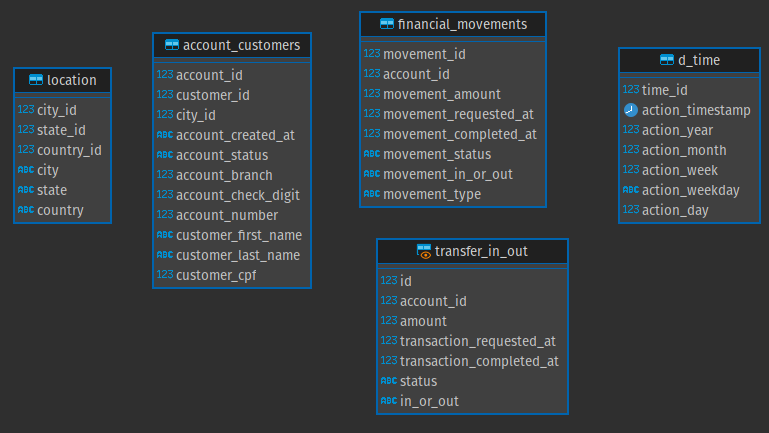 location
123 city_id
123 state_id
123 country_id
ABC city
ABC state
ABC country
account_customers
123 account_id
123 customer_id
123 city_id
ABC account_created_at
ABC account_status
123 account_branch
123 account_check_digit
123 account_number
ABC customer_first_name
ABC customer_last_name
123 customer_cpf
financial_movements
123 movement_id
123 account_id
123 movement_amount
123 movement_requested_at
123 movement_completed_at
ABC movement_status
ABC movement_in_or_out
ABC movement_type
transfer_in_out
123 id
123 account_id
123 amount
123 transaction_requested_at
123 transaction_completed_at
ABC status
ABC in_or_out
d_time
123 time_id
action_timestamp
123 action_year
123 action_month
123 action_week
ABC action_weekday
123 action_day